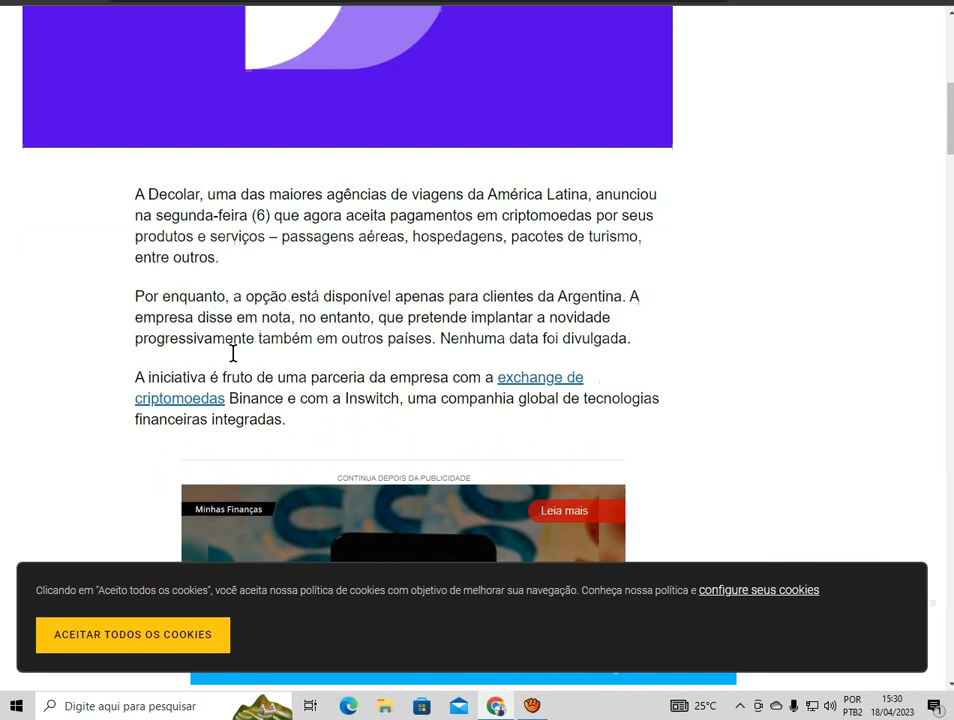 A Decolar, uma das maiores agências de viagens da América Latina, anunciou
na segunda-feira (6) que agora aceita pagamentos em criptomoedas por seus
produtos e serviços – passagens aéreas, hospedagens, pacotes de turismo,
entre outros.
Por enquanto, a opção está disponível apenas para clientes da Argentina. A
empresa disse em nota, no entanto, que pretende implantar a novidade
progressivamente também em outros países. Nenhuma data foi divulgada.
A iniciativa é fruto de uma parceria da empresa com a exchange de
criptomoedas Binance e com a Inswitch, uma companhia global de tecnologias
financeiras integradas.
CONTINUA DEPOIS DA PUBLICIDADE
Minhas Finanças
Leia mais
Clicando em "Aceito todos os cookies", você aceita nossa política de cookies com objetivo de melhorar sua navegação. Conheça nossa política e configure seus cookies
ACEITAR TODOS OS COOKIES
Digite aqui para pesquisar
25°C
POR
PTB2
15:30
18/04/2023
1